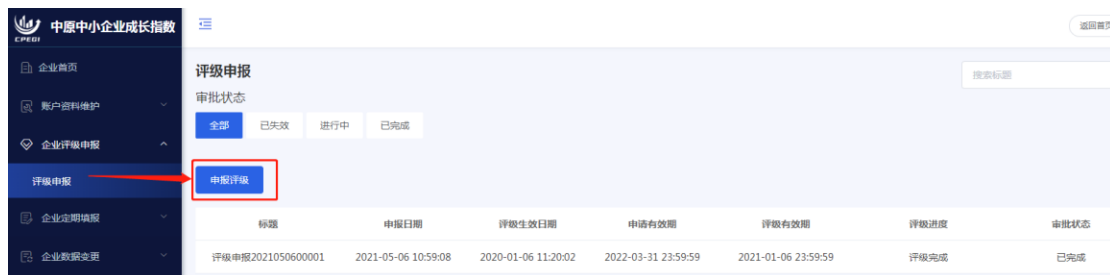 中原中小企业成长指数
CPEGI
返回首页
企业首页
评级申报
搜索标题
账户资料维护
审批状态
全部 已失效 进行中 已完成
企业评级申报
评级申报
申报评级
企业定期填报
标题 申报日期 评级生效日期 申请有效期 评级有效期 评级进度 审批状态
企业数据变更
评级申报2021050600001 2021-05-06 10:59:08 2020-01-06 11:20:02 2022-03-31 23:59:59 2021-01-06 23:59:59 评级完成 已完成